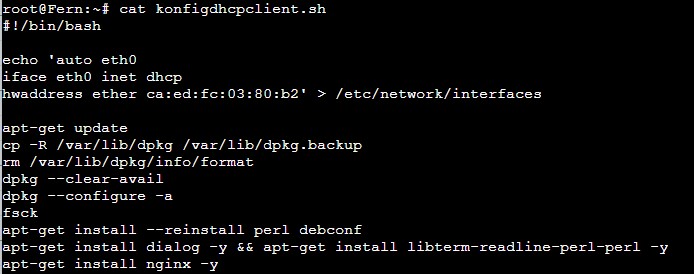 root@Fern:~# cat konfigdhcpclient.sh
#!/bin/bash
echo 'auto eth0
iface eth0 inet dhcp
hwaddress ether ca:ed:fc:03:80:b2' > /etc/network/interfaces
apt-get update
cp -R /var/lib/dpkg /var/lib/dpkg.backup
rm /var/lib/dpkg/info/format
dpkg --clear-avail
dpkg --configure -a
fsck
apt-get install --reinstall perl debconf
apt-get install dialog -y && apt-get install libterm-readline-perl-perl -y
apt-get install nginx -y